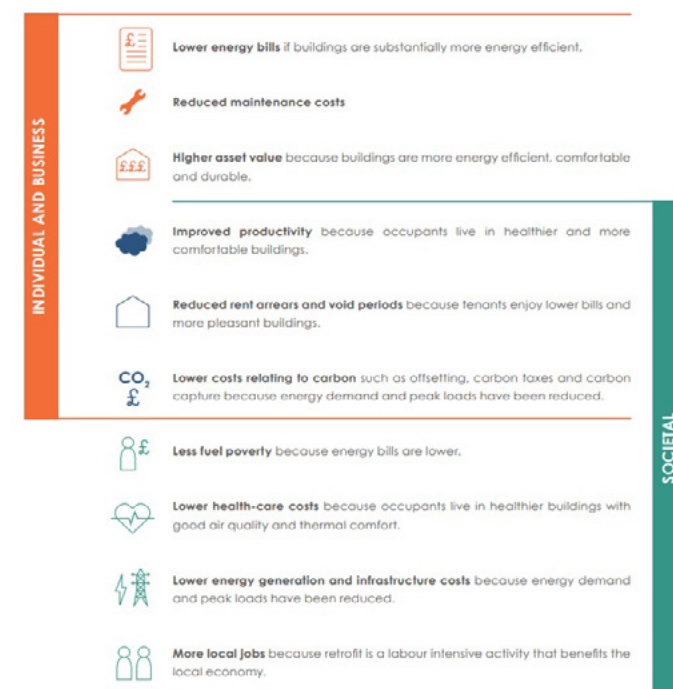 INDIVIDUAL AND BUSINESS
£
Lower energy bills if buildings are substantially more energy efficient.
Reduced maintenance costs
£££
Higher asset value because buildings are more energy efficient, comfortable
and durable.
Improved productivity because occupants live in healthier and more
comfortable buildings.
Reduced rent arrears and void periods because tenants enjoy lower bills and
more pleasant buildings.
CO₂
£
Lower costs relating to carbon such as offsetting, carbon taxes and carbon
capture because energy demand and peak loads have been reduced.
SOCIETAL
£
Less fuel poverty because energy bills are lower.
Lower health-care costs because occupants live in healthier buildings with
good air quality and thermal comfort.
Lower energy generation and infrastructure costs because energy demand
and peak loads have been reduced.
More local jobs because retrofit is a labour intensive activity that benefits the
local economy.